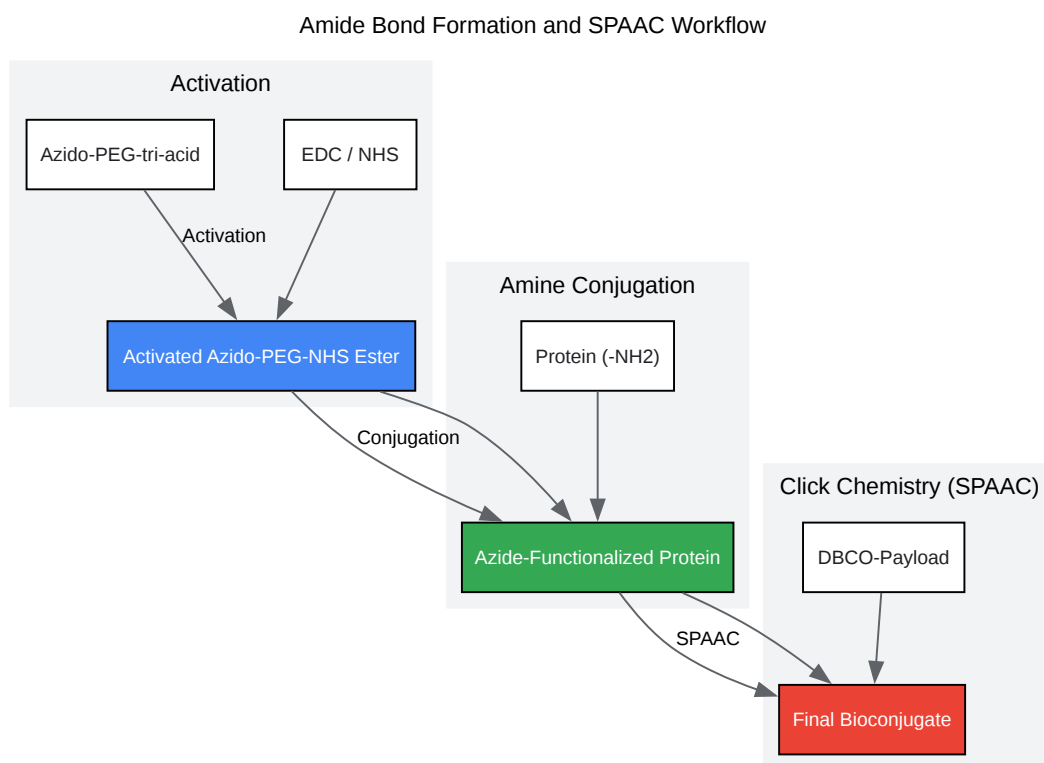 Amide Bond Formation and SPAAC Workflow
Activation
Azido-PEG-tri-acid
EDC / NHS
Activation
Activated Azido-PEG-NHS Ester
Amine Conjugation
Protein (-NH2)
Conjugation
Azide-Functionalized Protein
Click Chemistry (SPAAC)
DBCO-Payload
SPAAC
Final Bioconjugate